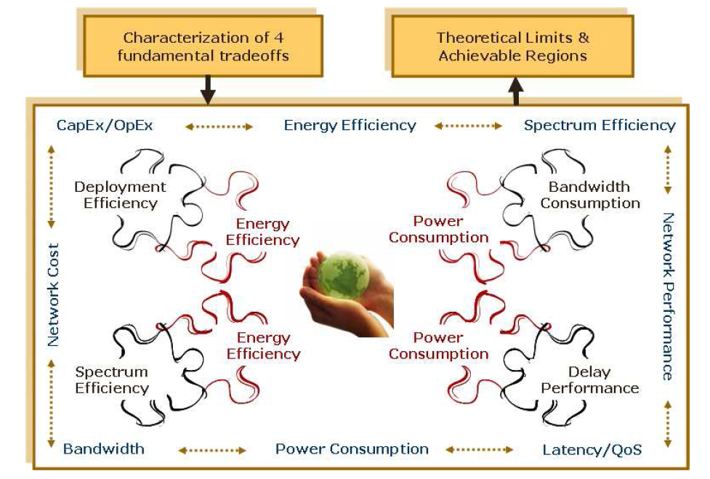 Characterization of 4
fundamental tradeoffs
Theoretical Limits &
Achievable Regions
CapEx/OpEx
Energy Efficiency
Spectrum Efficiency
Deployment
Efficiency
Energy
Efficiency
Power
Consumption
Bandwidth
Consumption
Network Cost
Network Performance
Spectrum
Efficiency
Energy
Efficiency
Power
Consumption
Delay
Performance
Bandwidth
Power Consumption
Latency/QoS